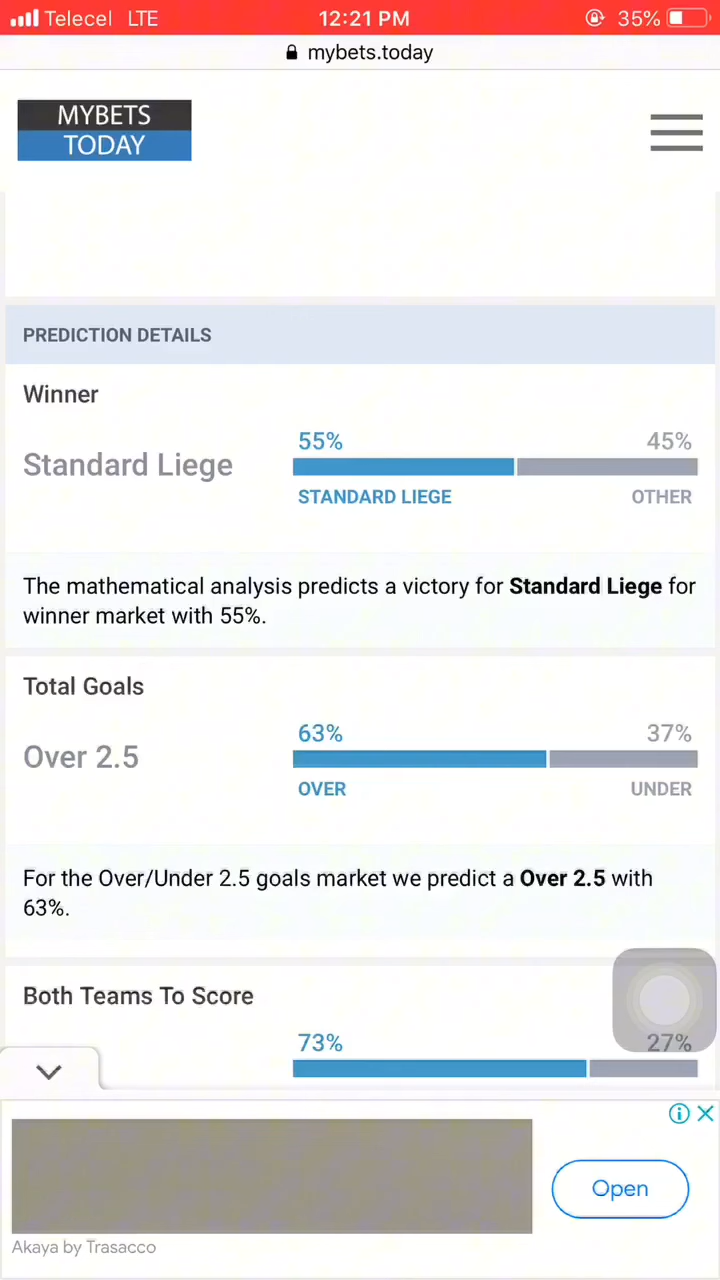 Telecel LTE 12:21 PM 35%
mybets.today
MYBETS
TODAY
PREDICTION DETAILS
Winner
55% 45%
Standard Liege
STANDARD LIEGE OTHER
The mathematical analysis predicts a victory for Standard Liege for
winner market with 55%.
Total Goals
63% 37%
Over 2.5
OVER UNDER
For the Over/Under 2.5 goals market we predict a Over 2.5 with
63%.
Both Teams To Score
73% 27%
Open
Akaya by Trasacco